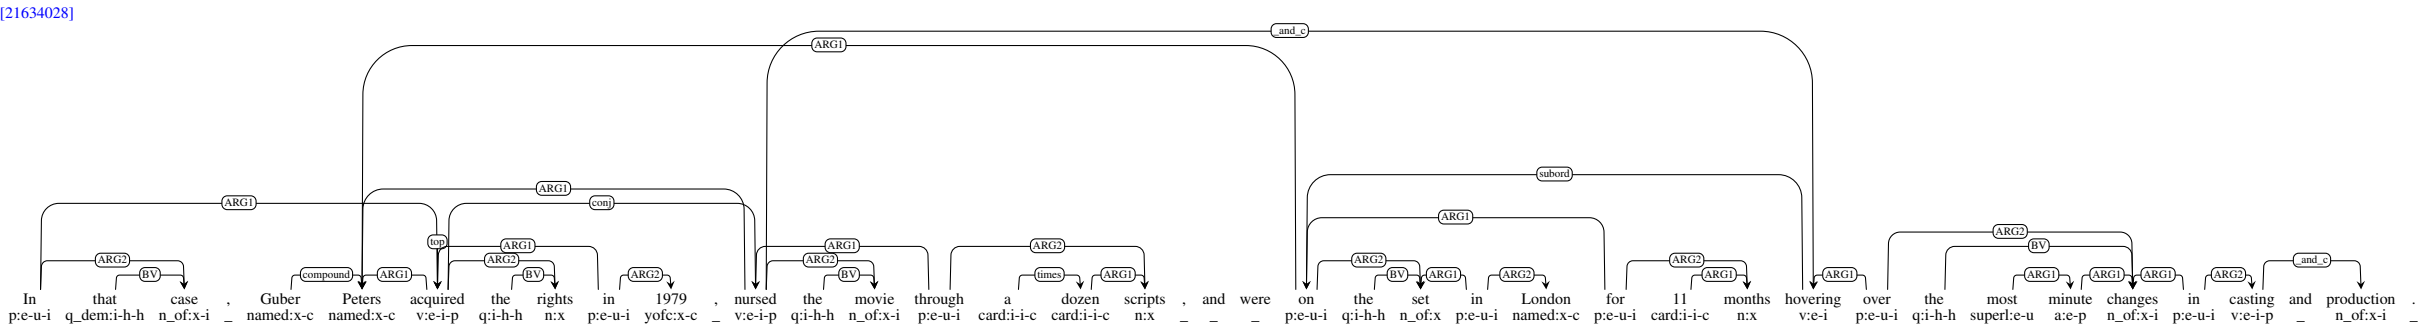 [21634028]
_and_c
ARG1
subord
ARG1 conj
ARG1
ARG1
top ARG1 ARG1 ARG2 ARG2 BV
ARG2 compound BV ARG1 ARG2 BV ARG2 ARG2 BV times ARG1 ARG2 BV ARG1 ARG2 ARG2 ARG1 ARG1 ARG1 ARG1 ARG1 ARG2 _and_c
In that case , Guber Peters acquired the rights in 1979 , nursed the movie through a dozen scripts , and were on the set in London for 11 months hovering over the most minute changes in casting and production .
p:e-u-i q_dem:i-h-h n_of:x-i _ named:x-c named:x-c v:e-i-p q:i-h-h n:x p:e-u-i yofc:x-c _ v:e-i-p q:i-h-h n_of:x-i p:e-u-i card:i-i-c card:i-i-c n:x _ _ _ p:e-u-i q:i-h-h n_of:x p:e-u-i named:x-c p:e-u-i card:i-i-c n:x v:e-i p:e-u-i q:i-h-h superl:e-u a:e-p n_of:x-i p:e-u-i v:e-i-p _ n_of:x-i _